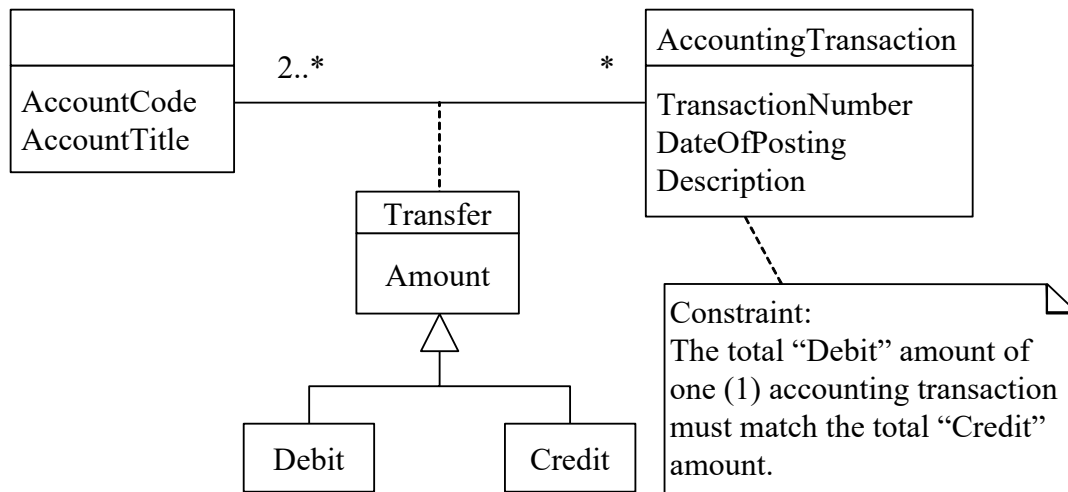 AccountingTransaction
2..*
*
AccountCode
AccountTitle
TransactionNumber
DateOfPosting
Description
Transfer
Amount
Constraint:
The total “Debit” amount of
one (1) accounting transaction
must match the total “Credit”
amount.
Debit
Credit